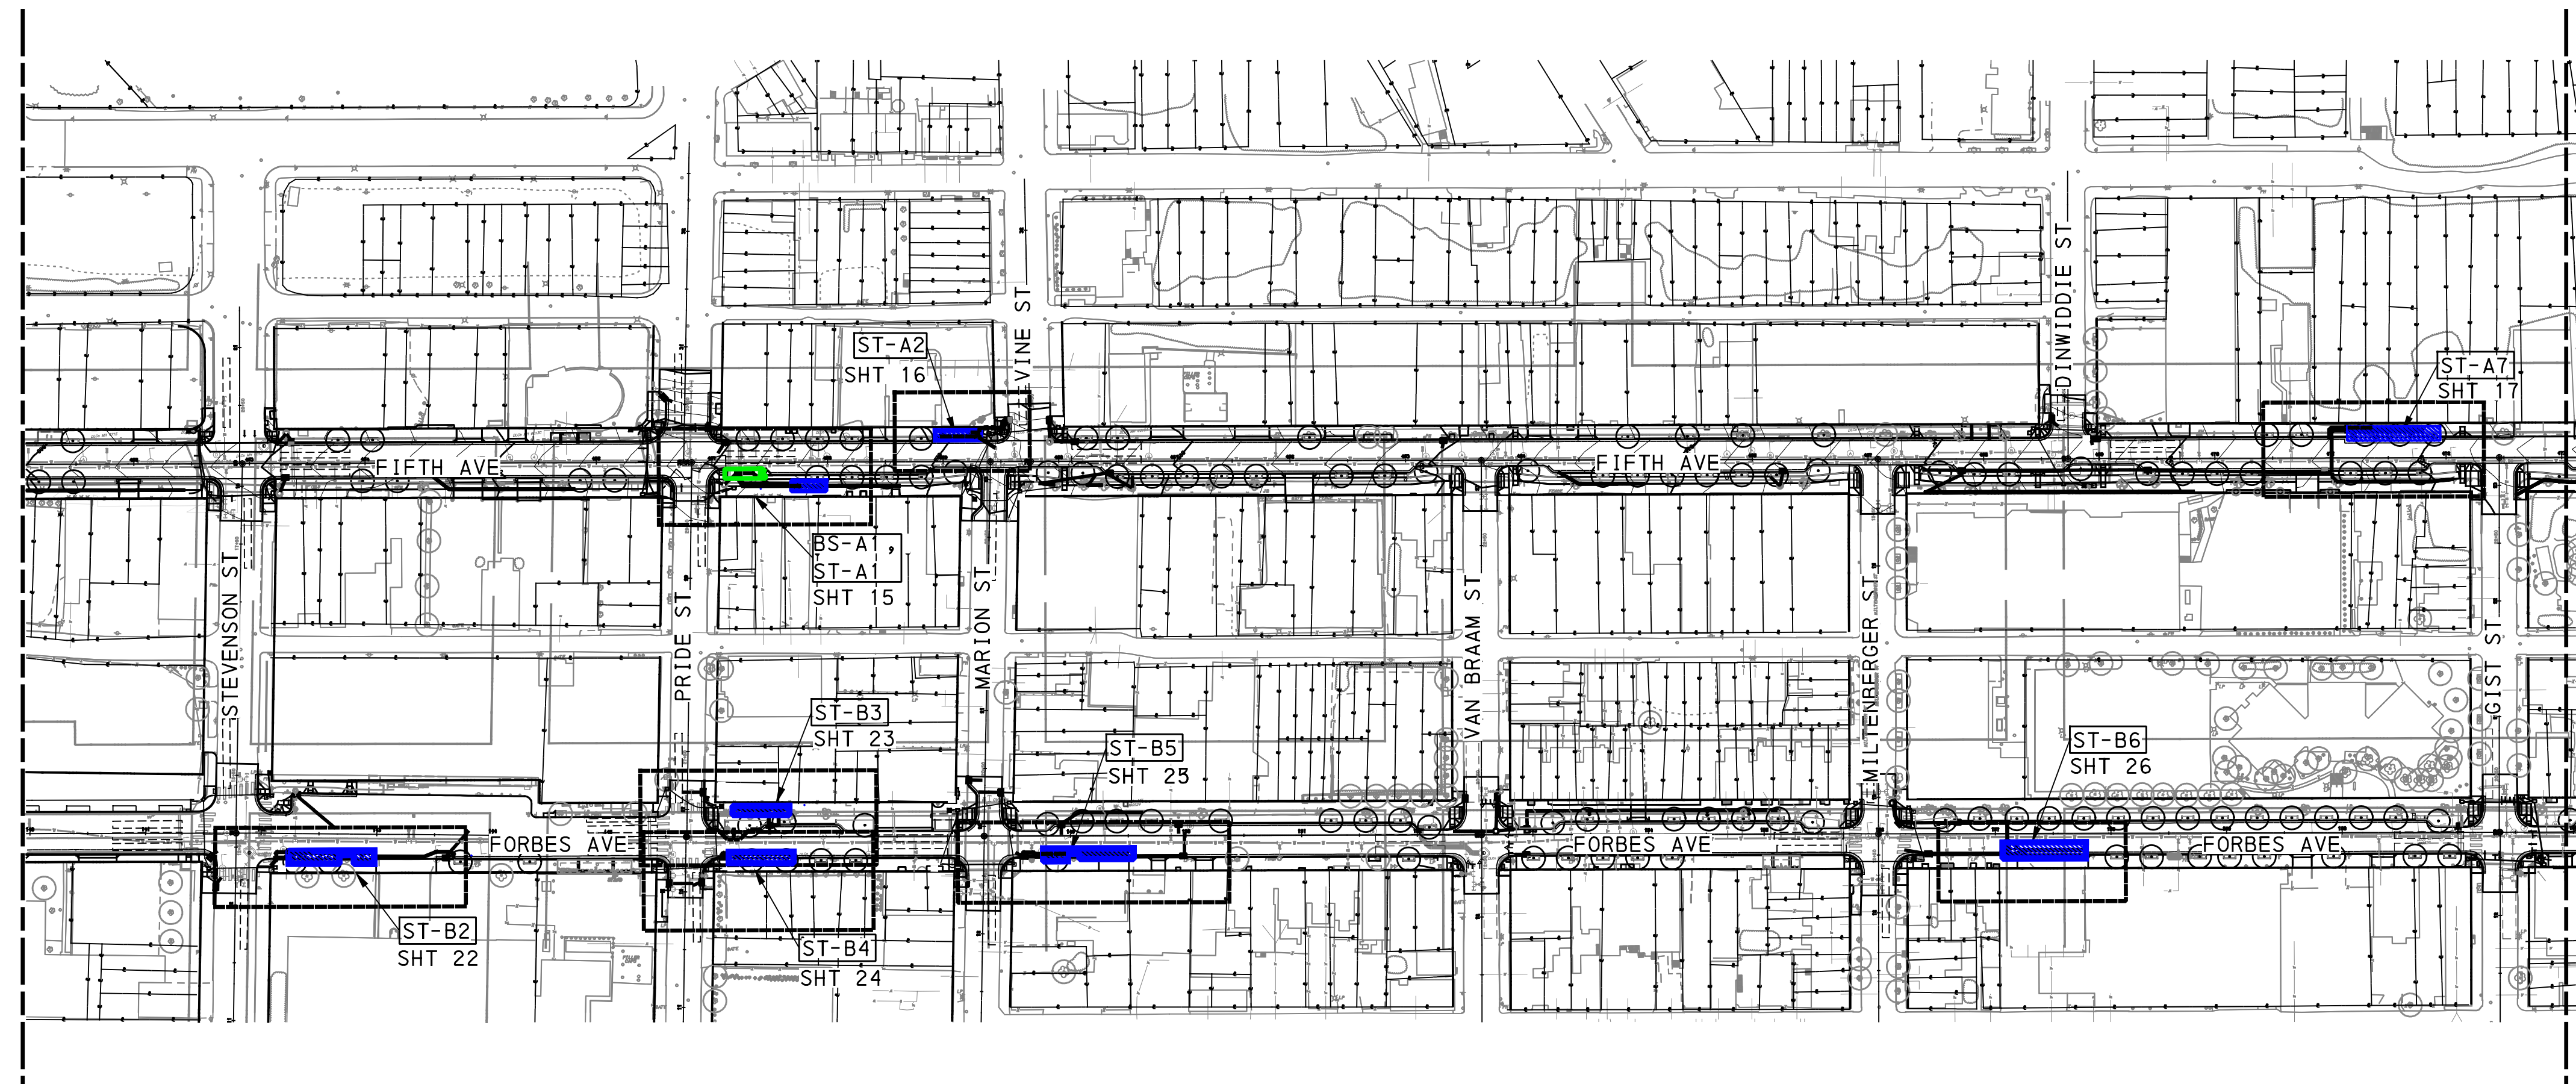 VINE ST
DINWIDDIE ST
ST-A2
SHT 16
ST-A7
SHT 17
FIFTH AVE
FIFTH AVE
BS-A1,
ST-A1
SHT 15
STEVENSON ST
PRIDE ST
MARION ST
VAN BRAAM ST
MILTENBERGER ST
GIST ST
ST-B3
SHT 23
ST-B5
SHT 25
ST-B6
SHT 26
FORBES AVE
FORBES AVE
FORBES AVE
ST-B2
SHT 22
ST-B4
SHT 24